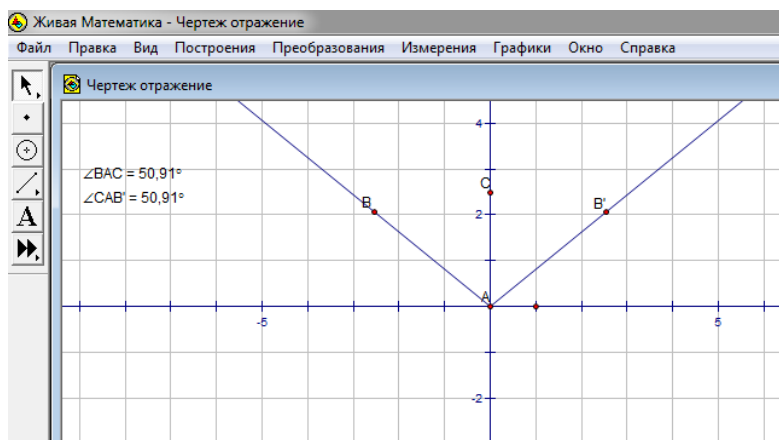 Живая Математика - Чертеж отражение
Файл Правка Вид Построения Преобразования Измерения Графики Окно Справка
Чертеж отражение
A
4
∠BAC = 50,91°
C
∠CAB' = 50,91°
B
B'
2
A
-5
5
-2